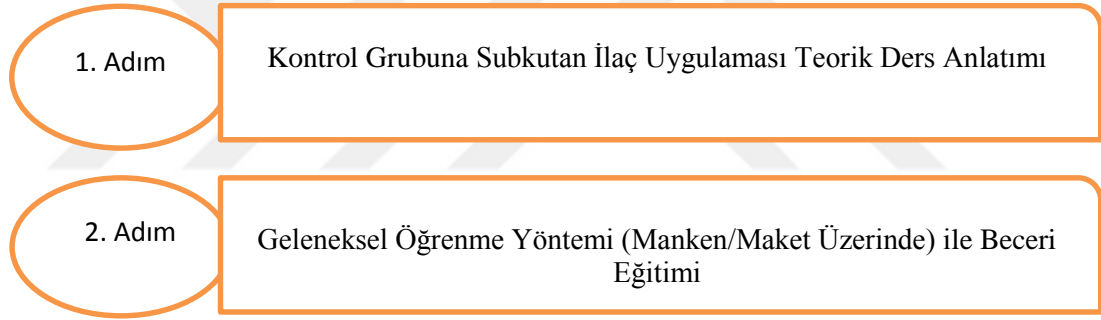 1. Adım
Kontrol Grubuna Subkutan İlaç Uygulaması Teorik Ders Anlatımı
2. Adım
Geleneksel Öğrenme Yöntemi (Manken/Maket Üzerinde) ile Beceri
Eğitimi